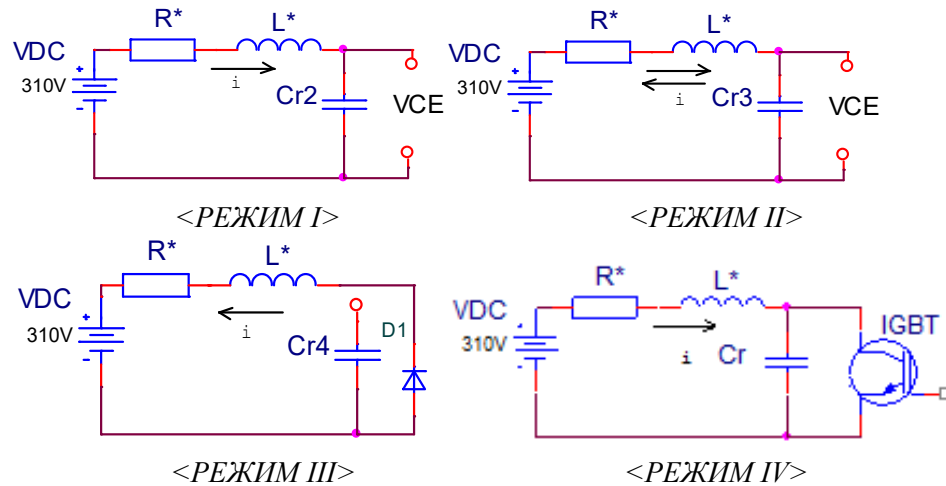 R*
L*
VDC
+
310V
-
i
Cr2
VCE
<РЕЖИМ I>
R*
L*
VDC
+
310V
-
i
Cr3
VCE
<РЕЖИМ II>
R*
L*
VDC
+
310V
-
i
Cr4
D1
<РЕЖИМ III>
R*
L*
VDC
+
310V
-
i
Cr
IGBT
<РЕЖИМ IV>